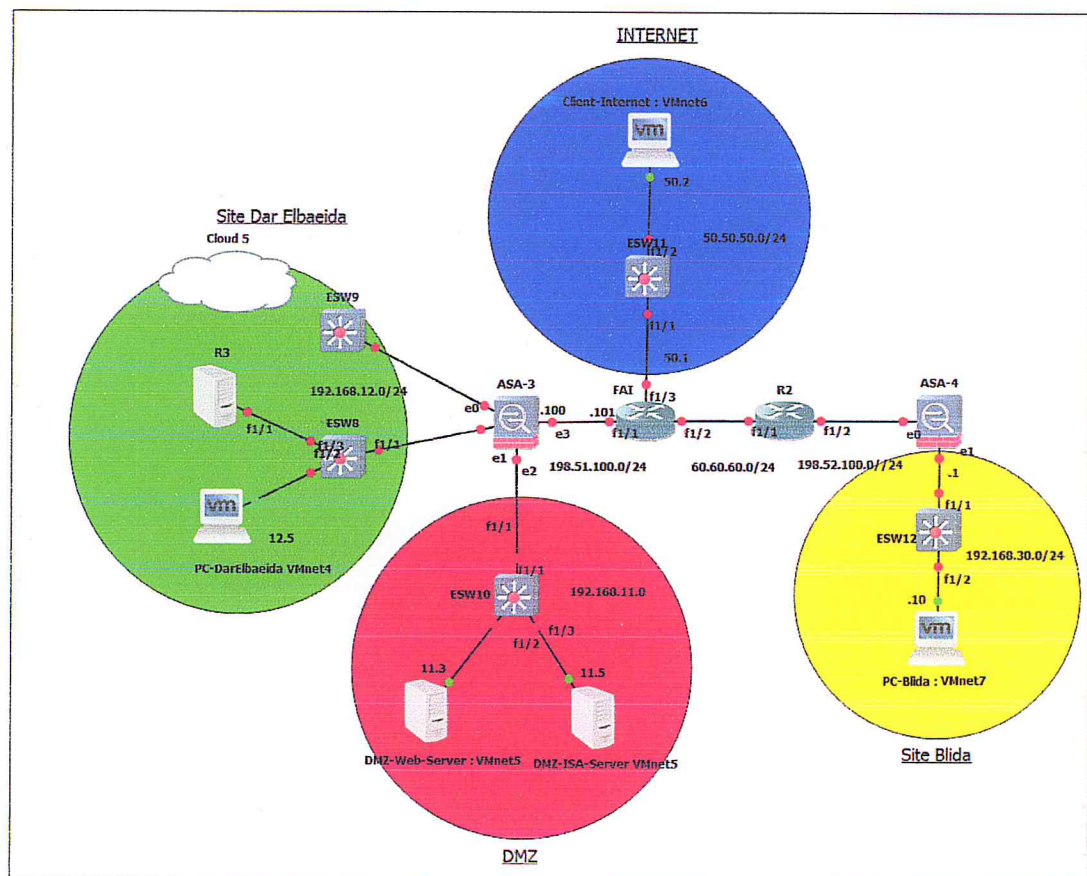 INTERNET
Client-Internet : VMnet6
vm
50.2
ESW11
f1/2
50.50.50.0/24
f1/1
50.1
Site Dar Elbaeida
Cloud 5
ESW9
R3
192.168.12.0/24
f1/1
ESW8
f1/3
f1/2
f1/1
vm
12.5
PC-DarElbaeida VMnet4
ASA-3
e0
.100
e3
e1
e2
FAI
f1/3
.101
f1/1
f1/2
198.51.100.0/24
R2
f1/1
f1/2
60.60.60.0/24
198.52.100.0//24
ASA-4
e0
e1
.1
f1/1
ESW12
192.168.30.0/24
f1/2
.10
vm
PC-Blida : VMnet7
Site Blida
f1/1
f1/1
ESW10
192.168.11.0
f1/3
f1/2
11.3
11.5
DMZ-Web-Server : VMnet5
DMZ-ISA-Server VMnet5
DMZ